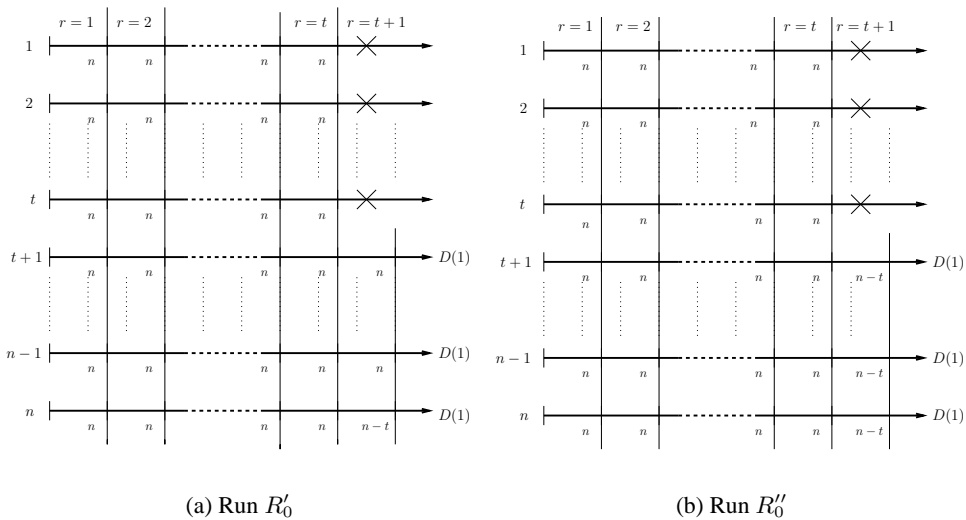 r = 1 r = 2 r = t r = t + 1
1
n n n n
2
n n n n
t
n n n n
t + 1 D(1)
n n n n n
n − 1 D(1)
n n n n n
n D(1)
n n n n n − t
(a) Run R′₀
r = 1 r = 2 r = t r = t + 1
1
n n n n
2
n n n n
t
n n n n
t + 1 D(1)
n n n n n − t
n − 1 D(1)
n n n n n − t
n D(1)
n n n n n − t
(b) Run R″₀